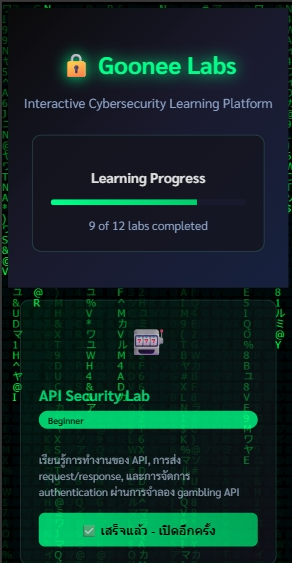 🔒 Goonee Labs
Interactive Cybersecurity Learning Platform
Learning Progress
9 of 12 labs completed
777
API Security Lab
Beginner
เรียนรู้การทำงานของ API, การส่ง
request/response, และการจัดการ
authentication ผ่านการจำลอง gambling API
✅ เสร็จแล้ว - เปิดอีกครั้ง